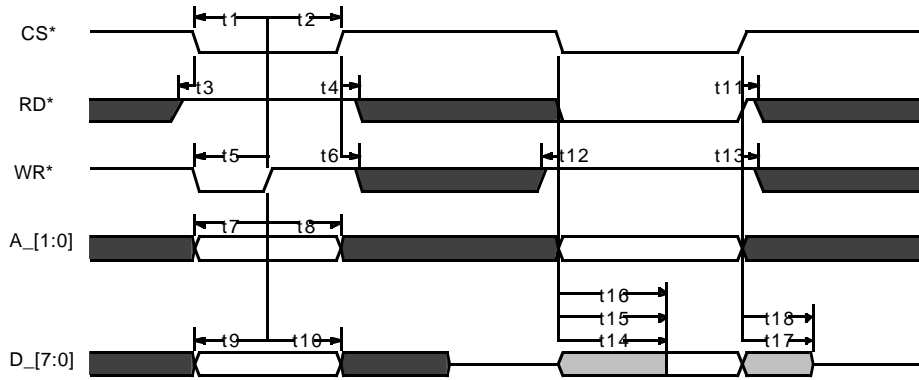 t1 t2
CS*
t3 t4 t11
RD*
t5 t6 t12 t13
WR*
t7 t8
A_[1:0]
t16
t15 t18
t9 t10 t14 t17
D_[7:0]